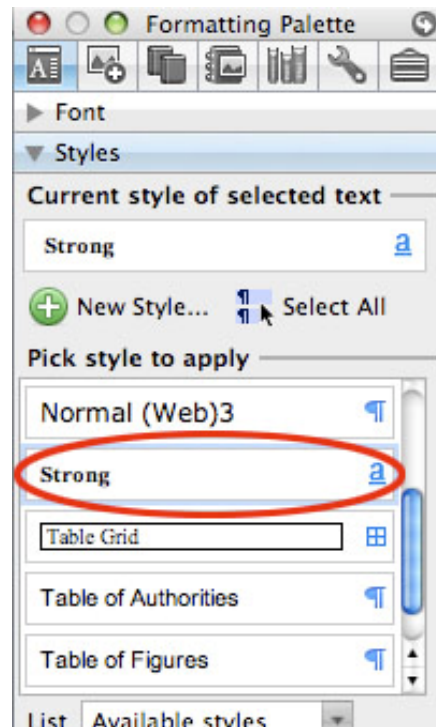 Formatting Palette
A
Font
Styles
Current style of selected text
Strong a
New Style... ¶ Select All
¶
Pick style to apply
Normal (Web)3 ¶
Strong a
Table Grid
Table of Authorities ¶
Table of Figures ¶
List Available styles